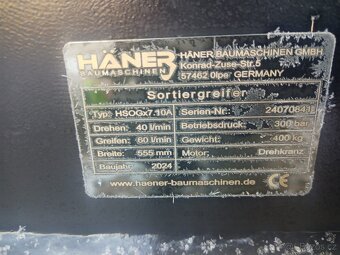 HÄNER
BAUMASCHINEN
HÄNER BAUMASCHINEN GMBH
Konrad-Zuse-Str.5
57462 Olpe GERMANY
Sortiergreifer
Typ: HSOGx7.10A Serien-Nr.:
Drehen: 40 l/min Betriebsdruck: 300 bar
Greifen: 60 l/min Gewicht: 400 kg
Breite: 555 mm Motor: Drehkranz
Baujahr: 2024
www.haener-baumaschinen.de CE